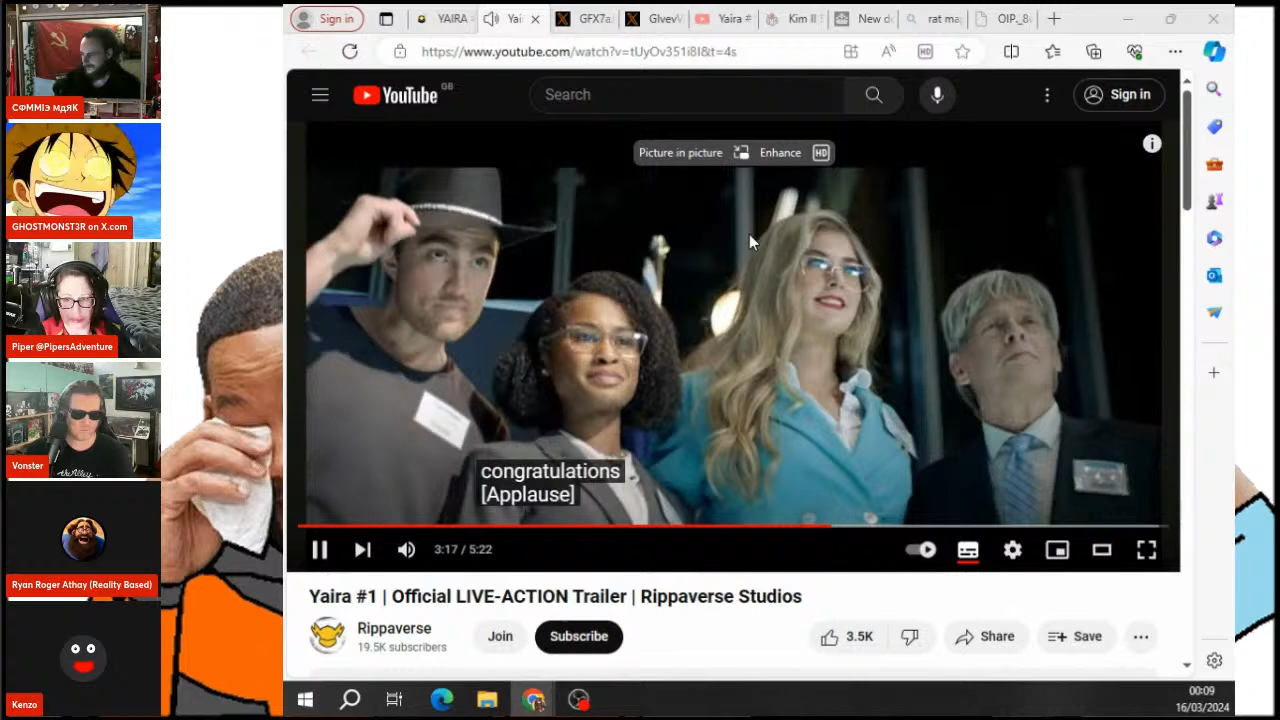 СФММІЭ МДЯК
GHOSTMONST3R on X.com
Piper @PipersAdventure
Vonster
Ryan Roger Athay (Reality Based)
Kenzo
Sign in
YAIRA
Yai
GFX7a
GlvevV
Yaira #
Kim Il S
New d
rat ma
OIP_8
https://www.youtube.com/watch?v=tUyOv351i8I&t=4s
YouTube GB
Search
Sign in
Picture in picture
Enhance HD
congratulations
[Applause]
3:17 / 5:22
Yaira #1 | Official LIVE-ACTION Trailer | Rippaverse Studios
Rippaverse
19.5K subscribers
Join
Subscribe
3.5K
Share
Save
00:09
16/03/2024